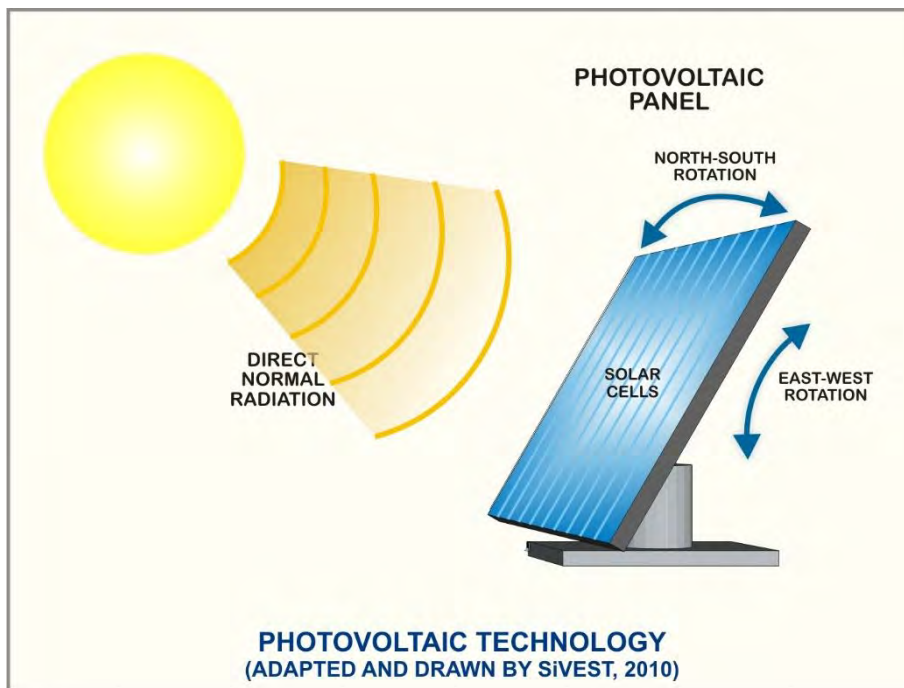 PHOTOVOLTAIC
PANEL
NORTH-SOUTH
ROTATION
DIRECT
NORMAL
RADIATION
SOLAR
CELLS
EAST-WEST
ROTATION
PHOTOVOLTAIC TECHNOLOGY
(ADAPTED AND DRAWN BY SiVEST, 2010)